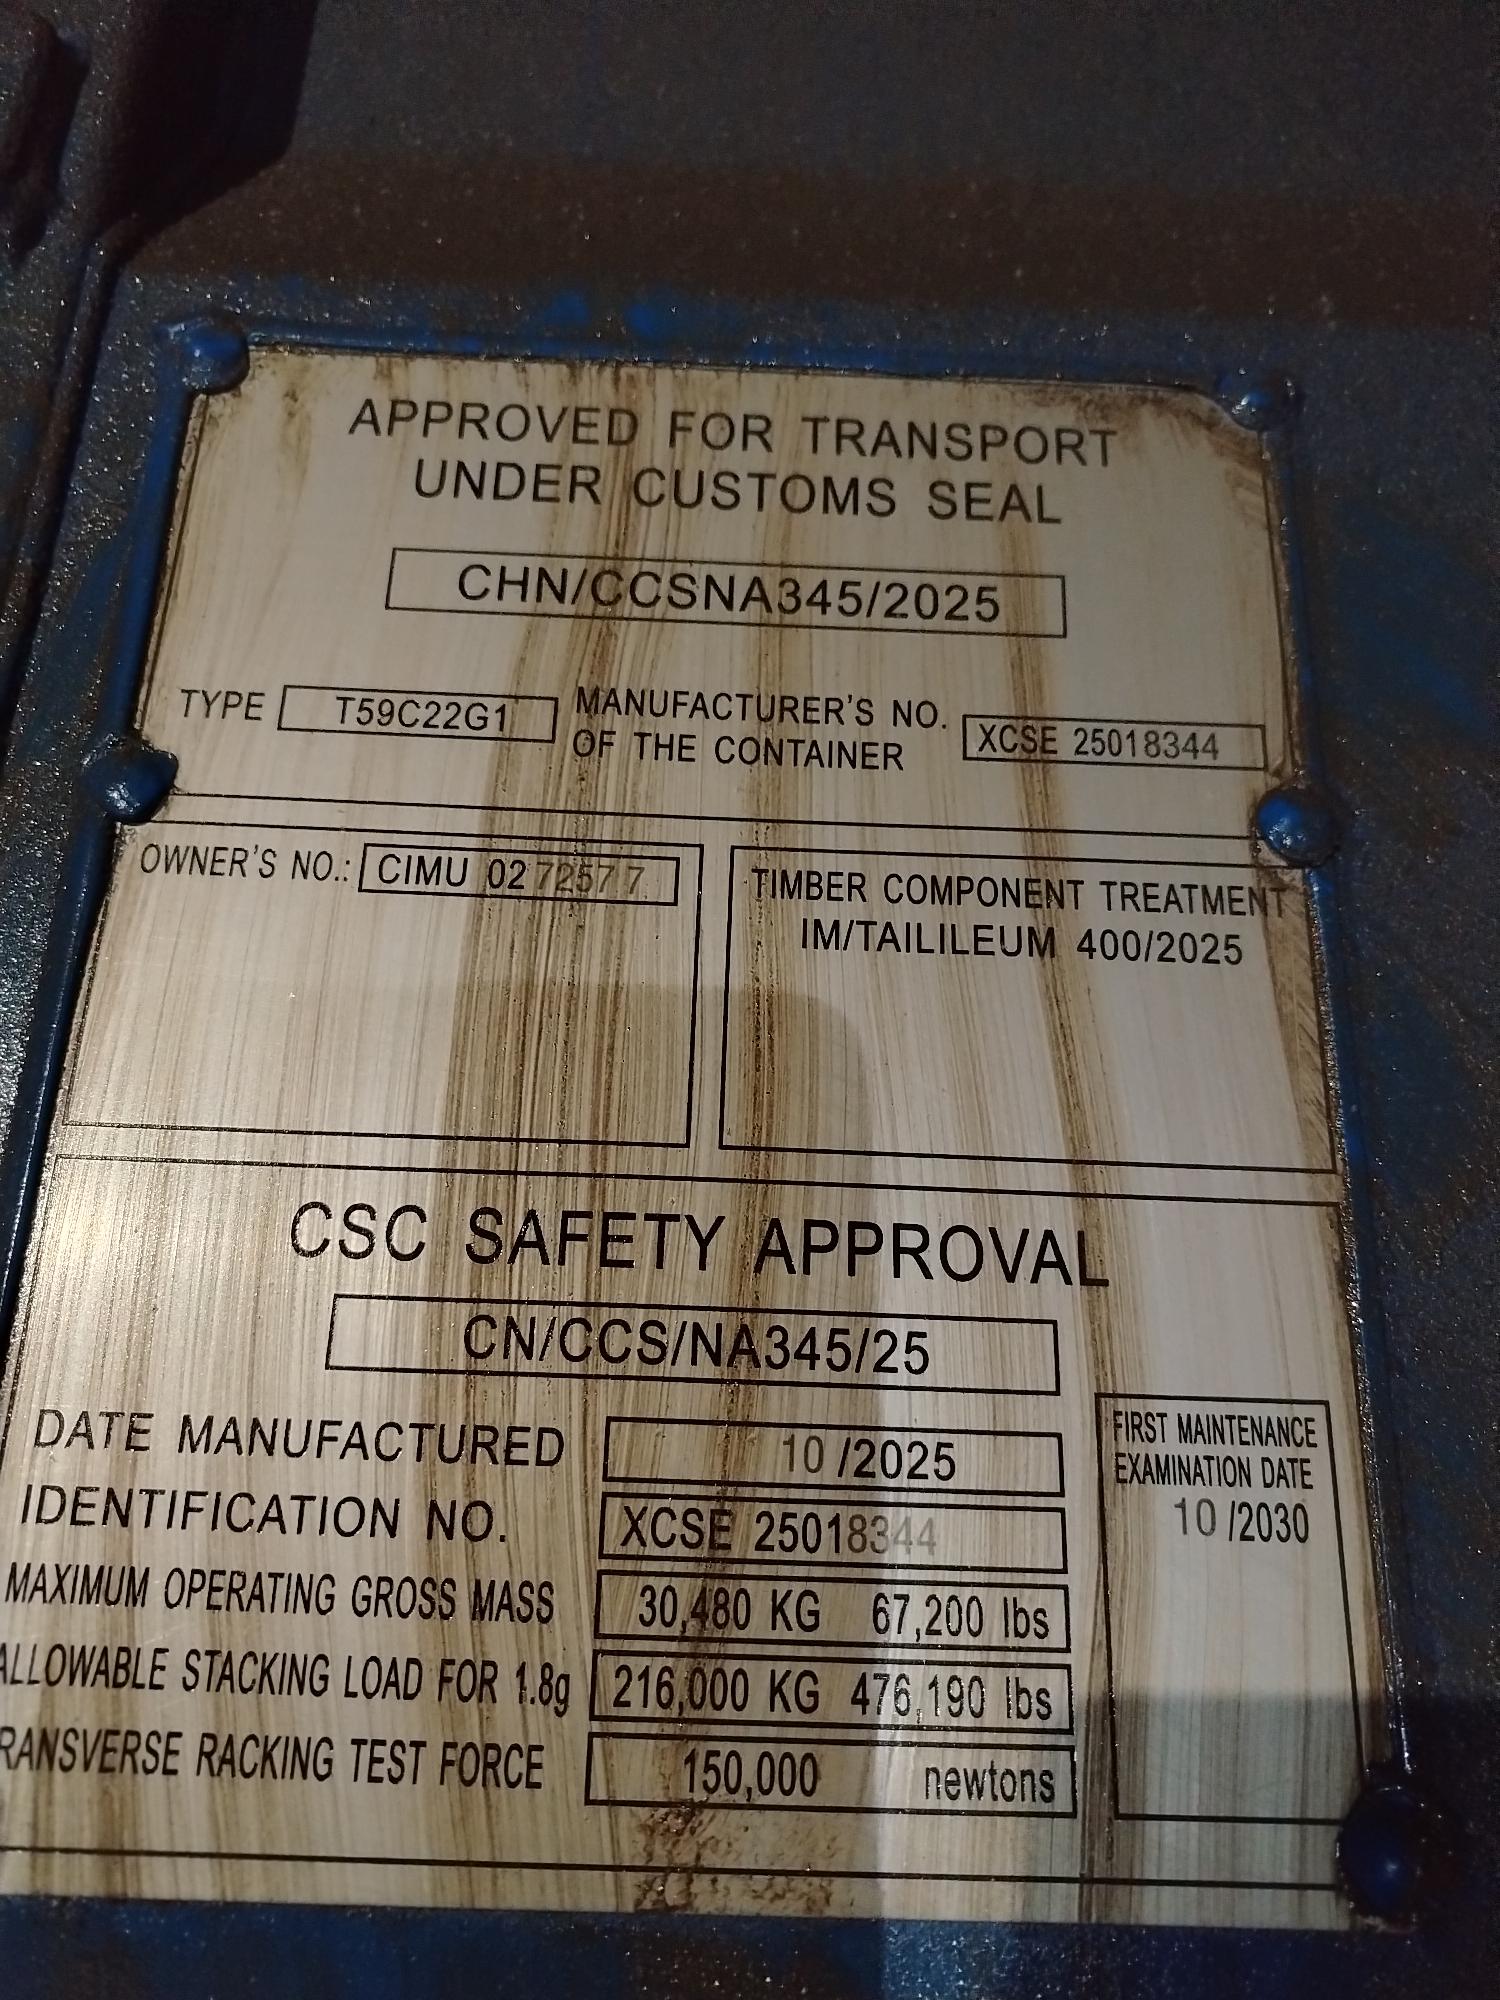 APPROVED FOR TRANSPORT
UNDER CUSTOMS SEAL
CHN/CCSNA345/2025
TYPE T59C22G1 MANUFACTURER'S NO.
OF THE CONTAINER XCSE 25018344
OWNER'S NO.: CIMU 027257 7
TIMBER COMPONENT TREATMENT
IM/TAILILEUM 400/2025
CSC SAFETY APPROVAL
CN/CCS/NA345/25
DATE MANUFACTURED 10 /2025
IDENTIFICATION NO. XCSE 25018344
MAXIMUM OPERATING GROSS MASS 30,480 KG 67,200 lbs
ALLOWABLE STACKING LOAD FOR 1.8g 216,000 KG 476,190 lbs
RANSVERSE RACKING TEST FORCE 150,000 newtons
FIRST MAINTENANCE
EXAMINATION DATE
10 /2030